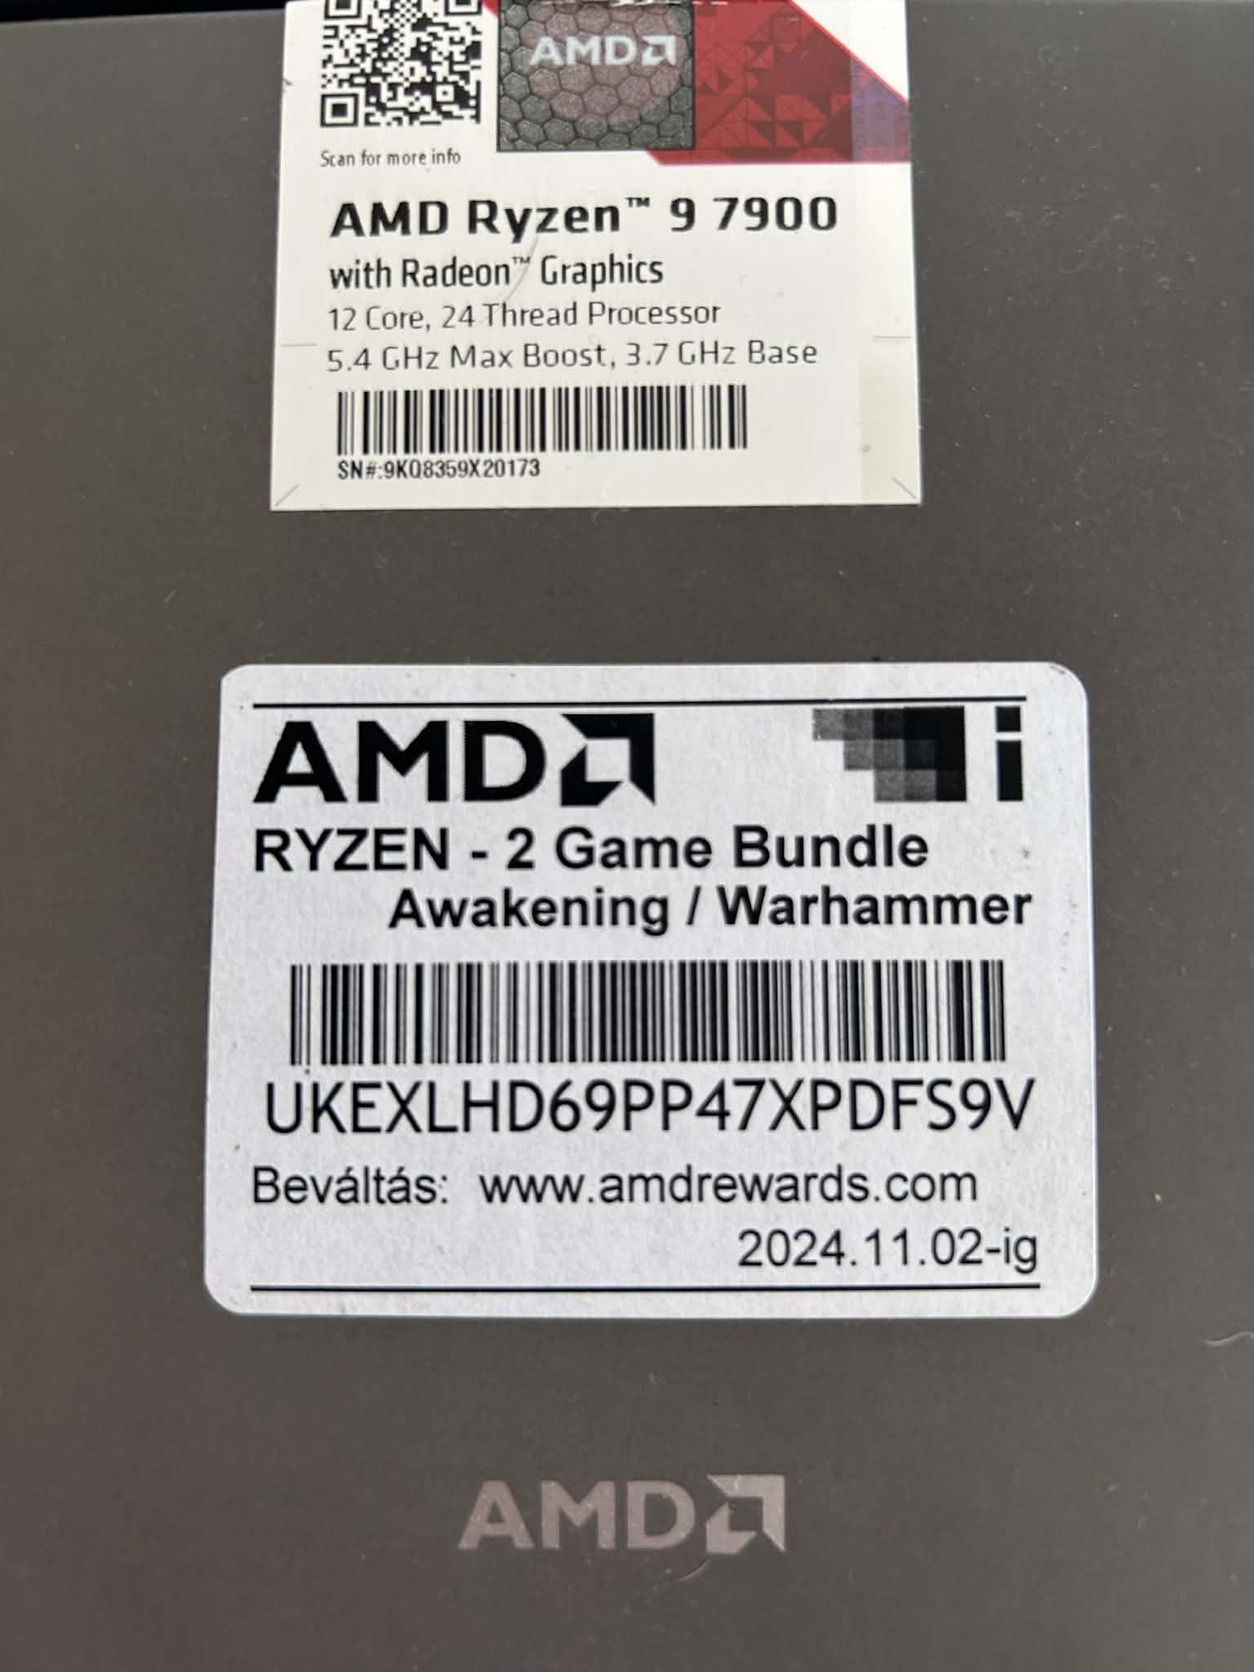 AMD
Scan for more info
AMD Ryzen™ 9 7900
with Radeon™ Graphics
12 Core, 24 Thread Processor
5.4 GHz Max Boost, 3.7 GHz Base
SN#:9KQ8359X20173
AMD
i
RYZEN - 2 Game Bundle
Awakening / Warhammer
UKEXLHD69PP47XPDFS9V
Beváltás: www.amdrewards.com
2024.11.02-ig
AMD